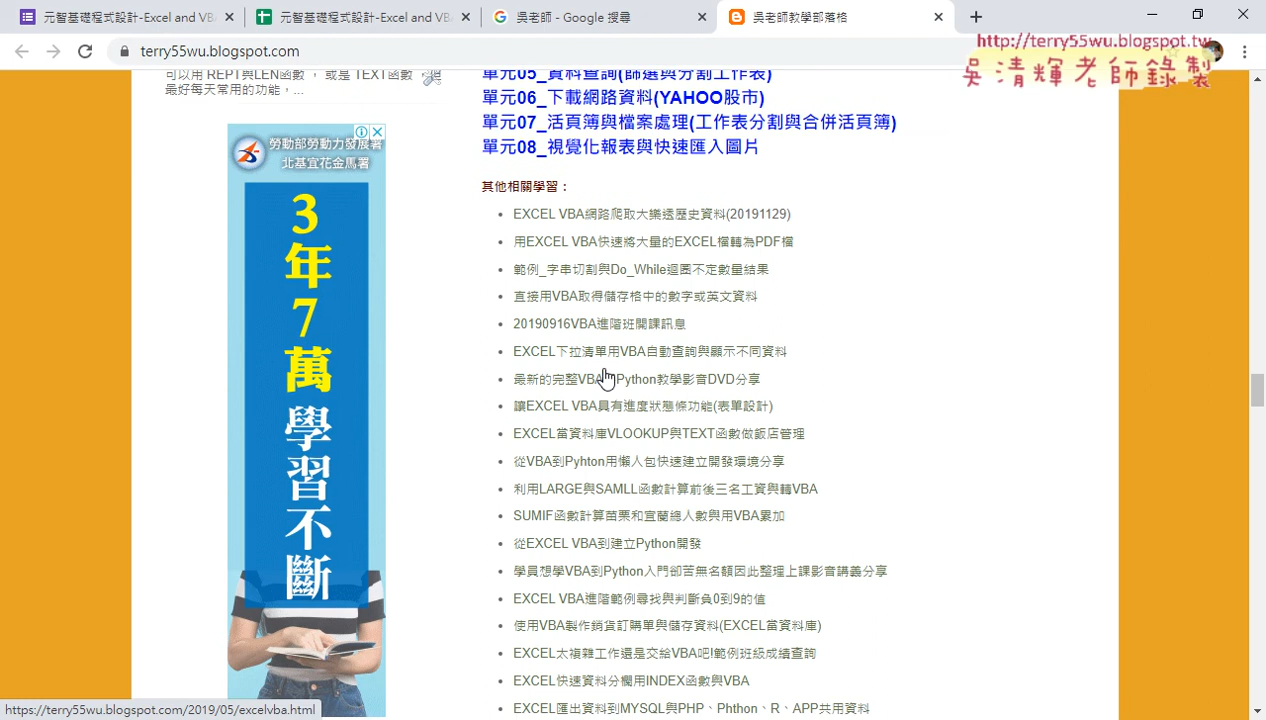 元智基礎程式設計-Excel and VB
元智基礎程式設計-Excel and VB
吳老師 - Google 搜尋
吳老師教學部落格
terry55wu.blogspot.com
http://terry55wu.blogspot.tw
吳清輝老師錄製
可以用 REPT與LEN函數 , 或是 TEXT函數
最好每天常用的功能，...
單元05_資料查詢(篩選與分割工作表)
單元06_下載網路資料(YAHOO股市)
單元07_活頁簿與檔案處理(工作表分割與合併活頁簿)
單元08_視覺化報表與快速匯入圖片
勞動部勞動力發展署
北基宜花金馬署
3年7萬學習不斷
其他相關學習：
EXCEL VBA網路爬取大樂透歷史資料(20191129)
用EXCEL VBA快速將大量的EXCEL檔轉為PDF檔
範例_字串切割與Do_While迴圈不定數量結果
直接用VBA取得儲存格中的數字或英文資料
20190916VBA進階班開課訊息
EXCEL下拉清單用VBA自動查詢與顯示不同資料
最新的完整VBA Python教學影音DVD分享
讓EXCEL VBA具有進度狀態條功能(表單設計)
EXCEL當資料庫VLOOKUP與TEXT函數做飯店管理
從VBA到Pyhton用懶人包快速建立開發環境分享
利用LARGE與SAMLL函數計算前後三名工資與轉VBA
SUMIF函數計算苗栗和宜蘭總人數與用VBA累加
從EXCEL VBA到建立Python開發
學員想學VBA到Python入門卻苦無名額因此整理上課影音講義分享
EXCEL VBA進階範例尋找與判斷負0到9的值
使用VBA製作銷貨訂購單與儲存資料(EXCEL當資料庫)
EXCEL太複雜工作還是交給VBA吧!範例班級成績查詢
EXCEL快速資料分欄用INDEX函數與VBA
EXCEL匯出資料到MYSQL與PHP、Phthon、R、APP共用資料
https://terry55wu.blogspot.com/2019/05/excelvba.html